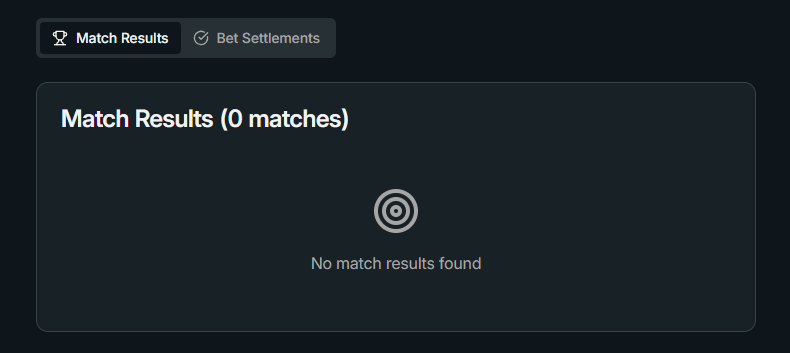 Match Results
Bet Settlements
Match Results (0 matches)
No match results found